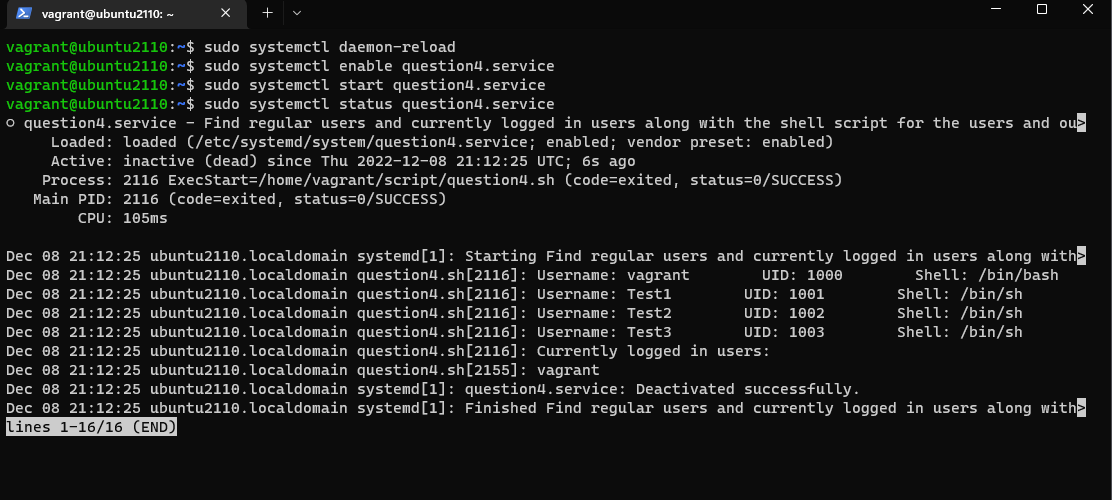 vagrant@ubuntu2110: ~
vagrant@ubuntu2110:~$ sudo systemctl daemon-reload
vagrant@ubuntu2110:~$ sudo systemctl enable question4.service
vagrant@ubuntu2110:~$ sudo systemctl start question4.service
vagrant@ubuntu2110:~$ sudo systemctl status question4.service
○ question4.service - Find regular users and currently logged in users along with the shell script for the users and ou>
     Loaded: loaded (/etc/systemd/system/question4.service; enabled; vendor preset: enabled)
     Active: inactive (dead) since Thu 2022-12-08 21:12:25 UTC; 6s ago
    Process: 2116 ExecStart=/home/vagrant/script/question4.sh (code=exited, status=0/SUCCESS)
   Main PID: 2116 (code=exited, status=0/SUCCESS)
        CPU: 105ms

Dec 08 21:12:25 ubuntu2110.localdomain systemd[1]: Starting Find regular users and currently logged in users along with>
Dec 08 21:12:25 ubuntu2110.localdomain question4.sh[2116]: Username: vagrant        UID: 1000        Shell: /bin/bash
Dec 08 21:12:25 ubuntu2110.localdomain question4.sh[2116]: Username: Test1        UID: 1001        Shell: /bin/sh
Dec 08 21:12:25 ubuntu2110.localdomain question4.sh[2116]: Username: Test2        UID: 1002        Shell: /bin/sh
Dec 08 21:12:25 ubuntu2110.localdomain question4.sh[2116]: Username: Test3        UID: 1003        Shell: /bin/sh
Dec 08 21:12:25 ubuntu2110.localdomain question4.sh[2116]: Currently logged in users:
Dec 08 21:12:25 ubuntu2110.localdomain question4.sh[2155]: vagrant
Dec 08 21:12:25 ubuntu2110.localdomain systemd[1]: question4.service: Deactivated successfully.
Dec 08 21:12:25 ubuntu2110.localdomain systemd[1]: Finished Find regular users and currently logged in users along with>
lines 1-16/16 (END)